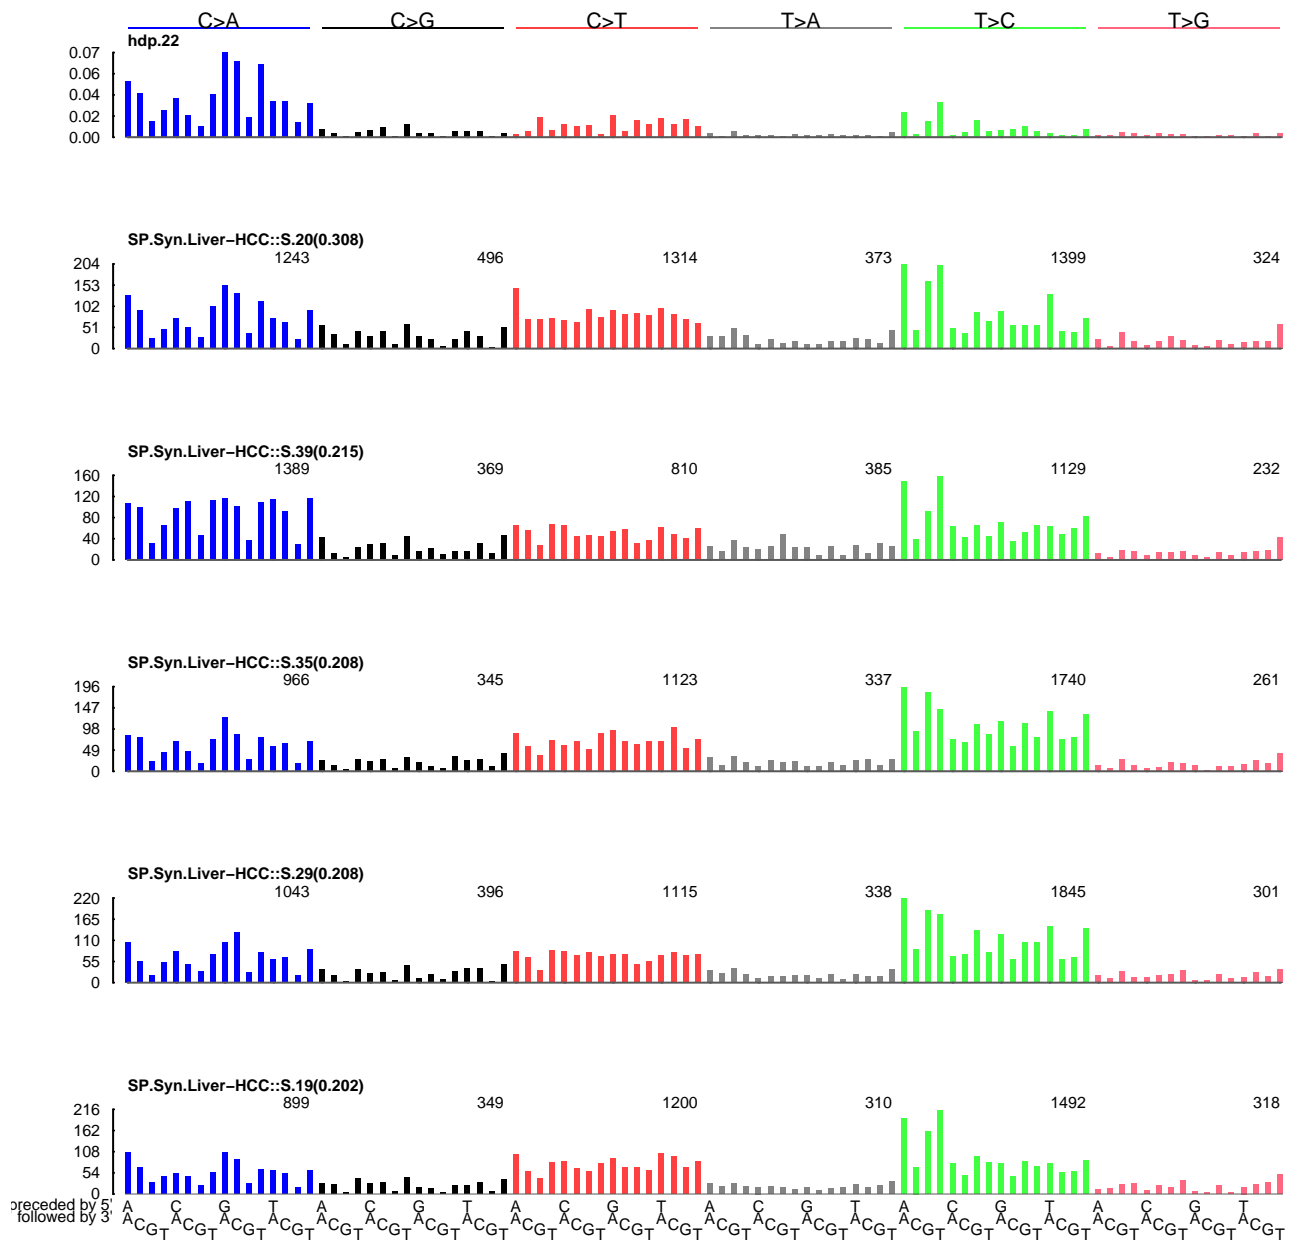 C>A C>G C>T T>A T>C T>G
hdp.22
0.07
0.06
0.04
0.02
0.00
SP.Syn.Liver−HCC::S.20(0.308)
1243 496 1314 373 1399 324
204
153
102
51
0
SP.Syn.Liver−HCC::S.39(0.215)
1389 369 810 385 1129 232
160
120
80
40
0
SP.Syn.Liver−HCC::S.35(0.208)
966 345 1123 337 1740 261
196
147
98
49
0
SP.Syn.Liver−HCC::S.29(0.208)
1043 396 1115 338 1845 301
220
165
110
55
0
SP.Syn.Liver−HCC::S.19(0.202)
899 349 1200 310 1492 318
216
162
108
54
0
preceded by 5' A C G T A C G T A C G T A C G T A C G T A C G T
followed by 3' A C G T A C G T A C G T A C G T A C G T A C G T A C G T A C G T A C G T A C G T A C G T A C G T A C G T A C G T A C G T A C G T A C G T A C G T A C G T A C G T A C G T A C G T A C G T A C G T